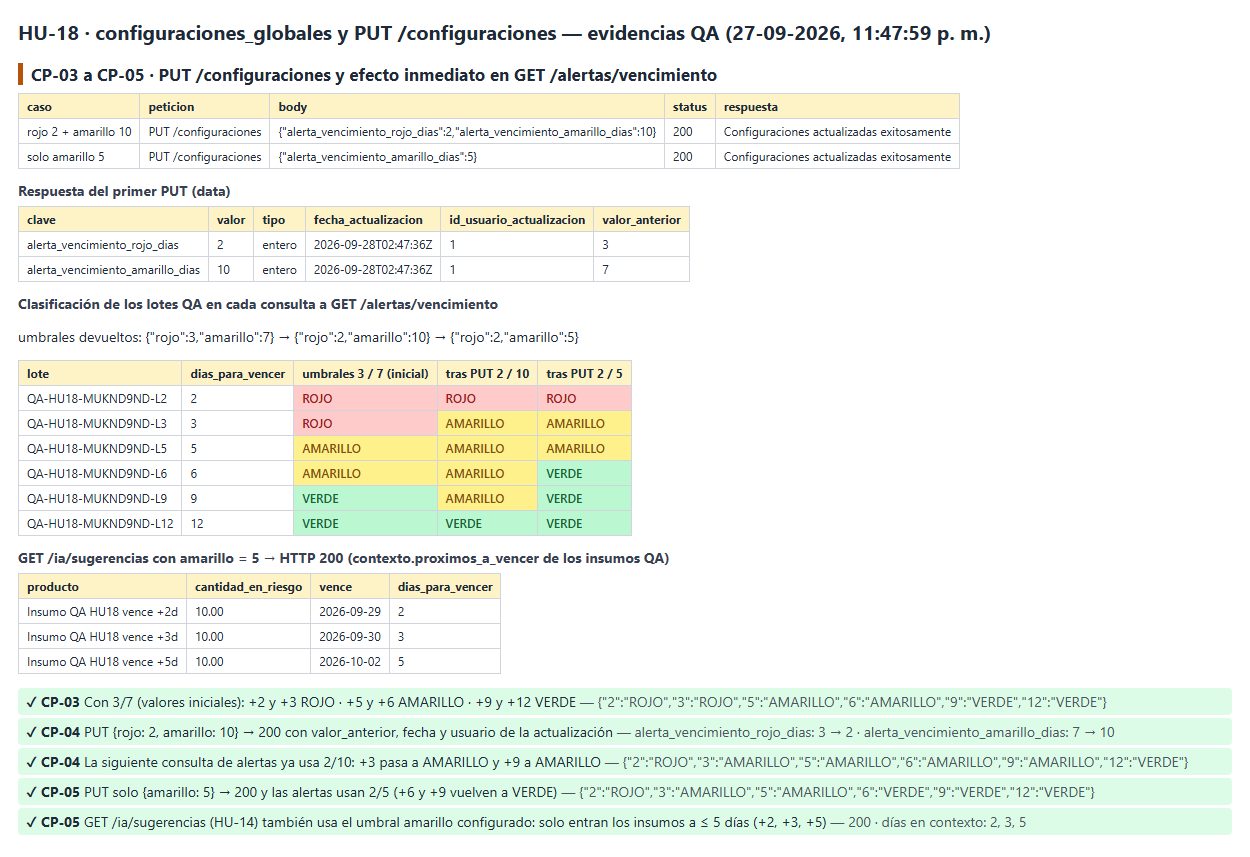 HU-18 · configuraciones_globales y PUT /configuraciones — evidencias QA (27-09-2026, 11:47:59 p. m.)
CP-03 a CP-05 · PUT /configuraciones y efecto inmediato en GET /alertas/vencimiento
caso peticion body status respuesta
rojo 2 + amarillo 10 PUT /configuraciones {"alerta_vencimiento_rojo_dias":2,"alerta_vencimiento_amarillo_dias":10} 200 Configuraciones actualizadas exitosamente
solo amarillo 5 PUT /configuraciones {"alerta_vencimiento_amarillo_dias":5} 200 Configuraciones actualizadas exitosamente
Respuesta del primer PUT (data)
clave valor tipo fecha_actualizacion id_usuario_actualizacion valor_anterior
alerta_vencimiento_rojo_dias 2 entero 2026-09-28T02:47:36Z 1 3
alerta_vencimiento_amarillo_dias 10 entero 2026-09-28T02:47:36Z 1 7
Clasificación de los lotes QA en cada consulta a GET /alertas/vencimiento
umbrales devueltos: {"rojo":3,"amarillo":7} → {"rojo":2,"amarillo":10} → {"rojo":2,"amarillo":5}
lote dias_para_vencer umbrales 3 / 7 (inicial) tras PUT 2 / 10 tras PUT 2 / 5
QA-HU18-MUKND9ND-L2 2 ROJO ROJO ROJO
QA-HU18-MUKND9ND-L3 3 ROJO AMARILLO AMARILLO
QA-HU18-MUKND9ND-L5 5 AMARILLO AMARILLO AMARILLO
QA-HU18-MUKND9ND-L6 6 AMARILLO AMARILLO VERDE
QA-HU18-MUKND9ND-L9 9 VERDE AMARILLO VERDE
QA-HU18-MUKND9ND-L12 12 VERDE VERDE VERDE
GET /ia/sugerencias con amarillo = 5 → HTTP 200 (contexto.proximos_a_vencer de los insumos QA)
producto cantidad_en_riesgo vence dias_para_vencer
Insumo QA HU18 vence +2d 10.00 2026-09-29 2
Insumo QA HU18 vence +3d 10.00 2026-09-30 3
Insumo QA HU18 vence +5d 10.00 2026-10-02 5
✓ CP-03 Con 3/7 (valores iniciales): +2 y +3 ROJO · +5 y +6 AMARILLO · +9 y +12 VERDE — {"2":"ROJO","3":"ROJO","5":"AMARILLO","6":"AMARILLO","9":"VERDE","12":"VERDE"}
✓ CP-04 PUT {rojo: 2, amarillo: 10} → 200 con valor_anterior, fecha y usuario de la actualización — alerta_vencimiento_rojo_dias: 3 → 2 · alerta_vencimiento_amarillo_dias: 7 → 10
✓ CP-04 La siguiente consulta de alertas ya usa 2/10: +3 pasa a AMARILLO y +9 a AMARILLO — {"2":"ROJO","3":"AMARILLO","5":"AMARILLO","6":"AMARILLO","9":"AMARILLO","12":"VERDE"}
✓ CP-05 PUT solo {amarillo: 5} → 200 y las alertas usan 2/5 (+6 y +9 vuelven a VERDE) — {"2":"ROJO","3":"AMARILLO","5":"AMARILLO","6":"VERDE","9":"VERDE","12":"VERDE"}
✓ CP-05 GET /ia/sugerencias (HU-14) también usa el umbral amarillo configurado: solo entran los insumos a ≤ 5 días (+2, +3, +5) — 200 · días en contexto: 2, 3, 5